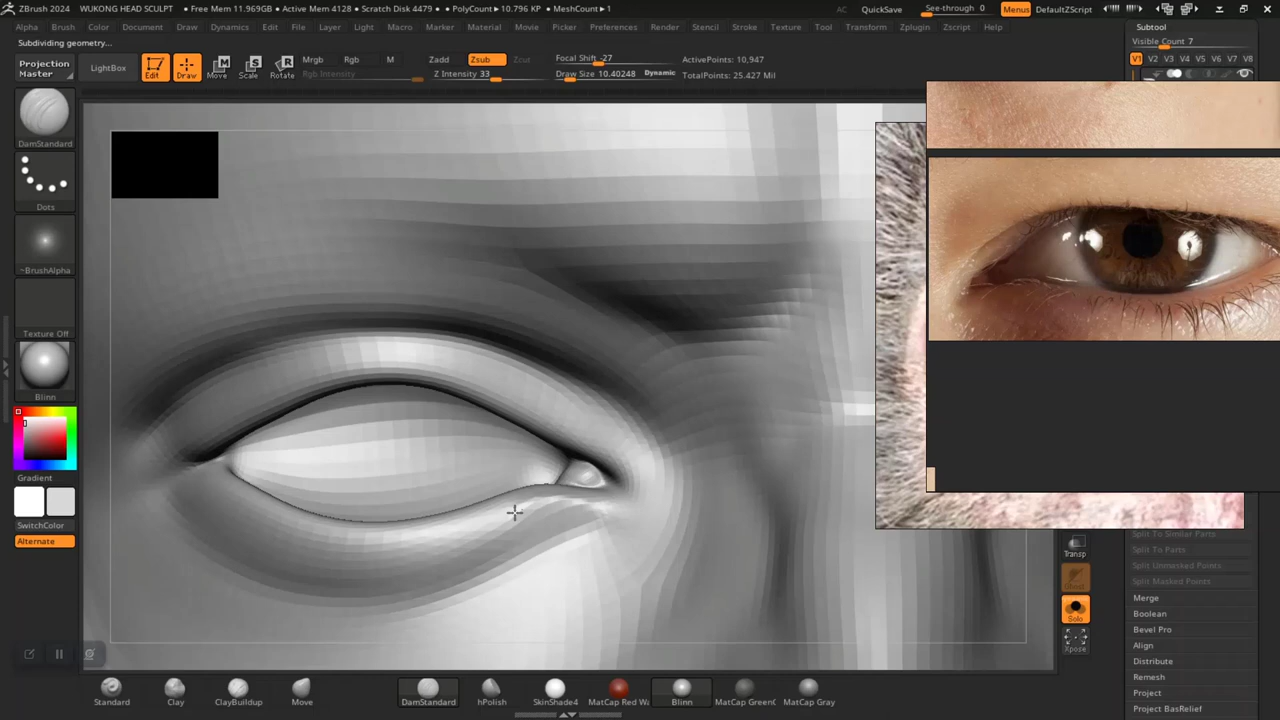 ZBrush 2024 WUKONG HEAD SCULPT • Free Mem 11.969GB • Active Mem 4128 • Scratch Disk 4479 • PolyCount▸10.796 KP • MeshCount▸1 AC QuickSave See-through 0 Menus DefaultZScript
Alpha Brush Color Document Draw Dynamics Edit File Layer Light Macro Marker Material Movie Picker Preferences Render Stencil Stroke Texture Tool Transform Zplugin Zscript Help Subtool
Subdividing geometry... Visible Count 7
Projection Master LightBox Edit Draw Move Scale Rotate
Mrgb Rgb M Zadd Zsub Zcut Focal Shift -27 ActivePoints: 10,947 V1 V2 V3 V4 V5 V6 V7 V8
Rgb Intensity Z Intensity 33 Draw Size 10.40248 Dynamic TotalPoints: 25.427 Mil
DamStandard
Dots
~BrushAlpha
Texture Off
Blinn
Gradient
SwitchColor
Alternate
Transp
Ghost
Solo
Xpose
Split To Similar Parts
Split To Parts
Split Unmasked Points
Split Masked Points
Merge
Boolean
Bevel Pro
Align
Distribute
Remesh
Project
Project BasRelief
Standard Clay ClayBuildup Move DamStandard hPolish SkinShade4 MatCap Red Wa Blinn MatCap GreenC MatCap Gray